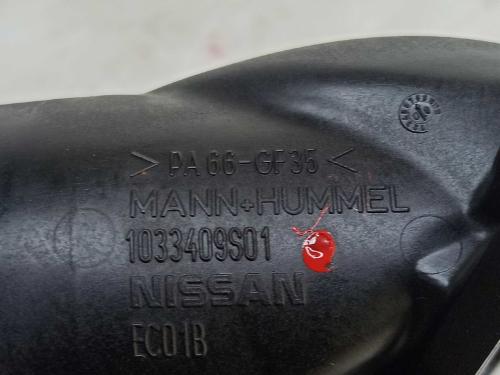 >PA66-GF35<
MANN+HUMMEL
1033409S01
NISSAN
EC01B